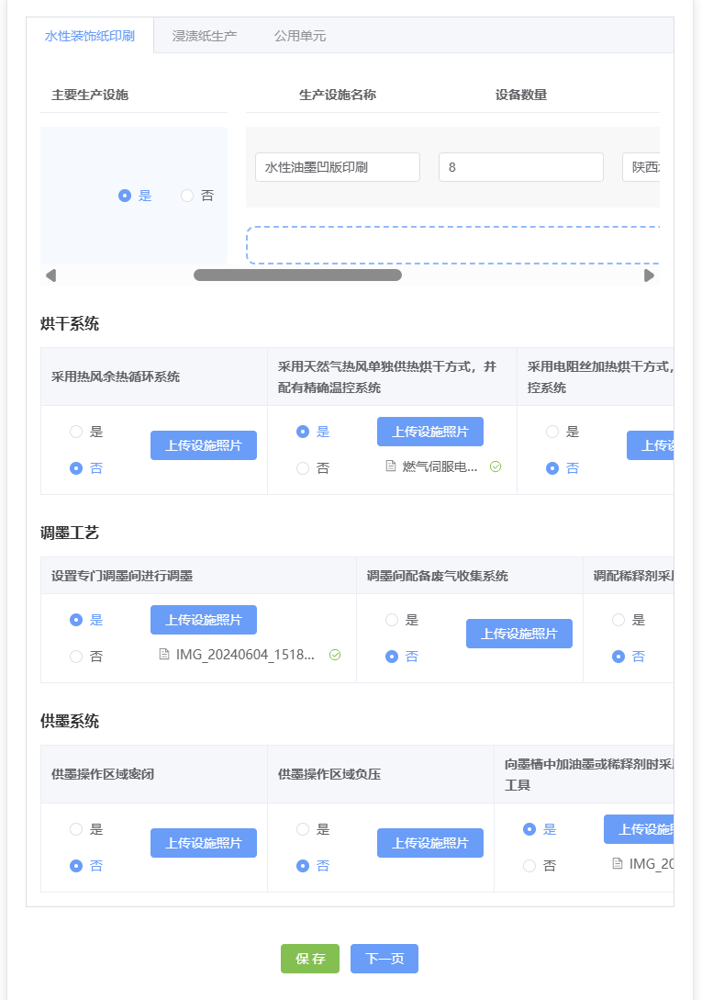 水性装饰纸印刷 浸渍纸生产 公用单元
主要生产设施 生产设施名称 设备数量
是 否 水性油墨凹版印刷 8 陕西
烘干系统
采用热风余热循环系统 采用天然气热风单独供热烘干方式，并 采用电阻丝加热烘干方式，
配有精确温控系统 控系统
是 上传设施照片 是 上传设施照片 是 上传设
否 否 燃气伺服电... 否
调墨工艺
设置专门调墨间进行调墨 调墨间配备废气收集系统 调配稀释剂采用
是 上传设施照片 是 上传设施照片 是
否 IMG_20240604_1518... 否 否
供墨系统
供墨操作区域密闭 供墨操作区域负压 向墨槽中加油墨或稀释剂时采用
工具
是 上传设施照片 是 上传设施照片 是 上传设施照
否 否 否 IMG_20
保 存 下一页